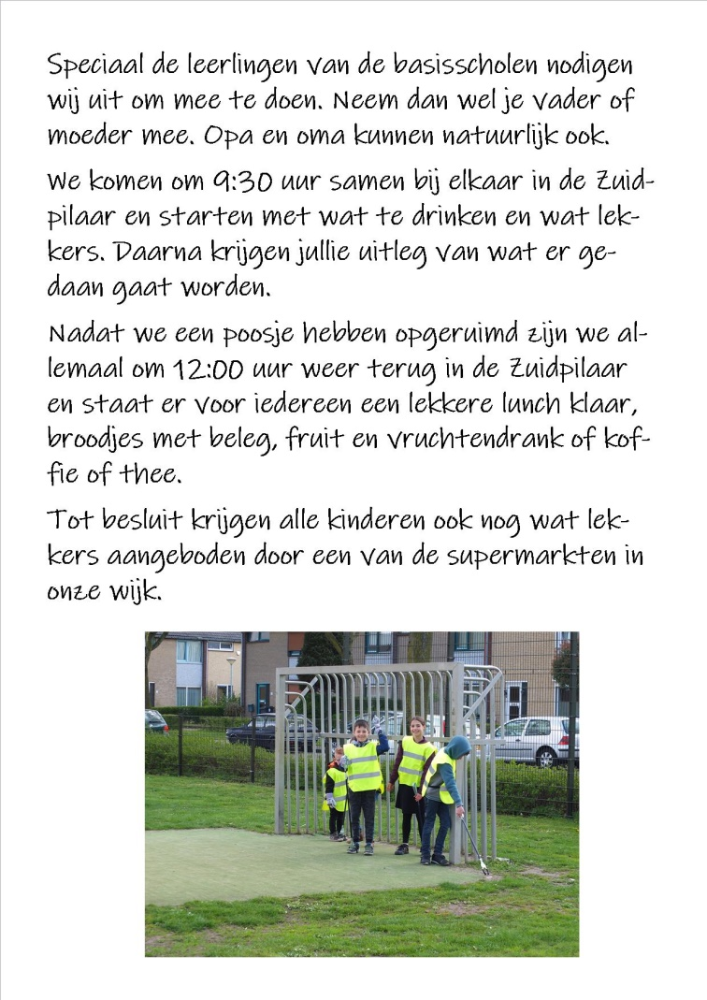 Speciaal de leerlingen van de basisscholen nodigen
wij uit om mee te doen. Neem dan wel je vader of
moeder mee. Opa en oma kunnen natuurlijk ook.
We komen om 9:30 uur samen bij elkaar in de Zuid-
pilaar en starten met wat te drinken en wat lek-
kers. Daarna krijgen jullie uitleg van wat er ge-
daan gaat worden.
Nadat we een poosje hebben opgeruimd zijn we al-
lemaal om 12:00 uur weer terug in de Zuidpilaar
en staat er voor iedereen een lekkere lunch klaar,
broodjes met beleg, fruit en vruchtendrank of kof-
fie of thee.
Tot besluit krijgen alle kinderen ook nog wat lek-
kers aangeboden door een van de supermarkten in
onze wijk.